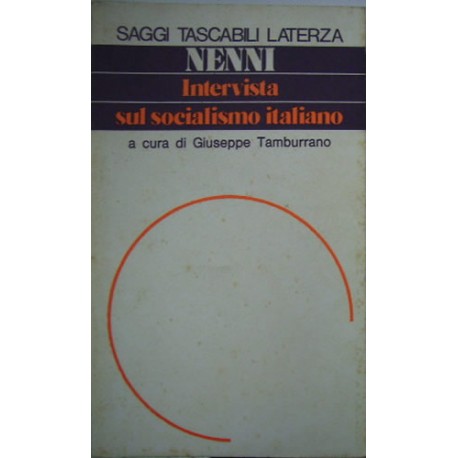 SAGGI TASCABILI LATERZA
NENNI
Intervista
sul socialismo italiano
a cura di Giuseppe Tamburrano